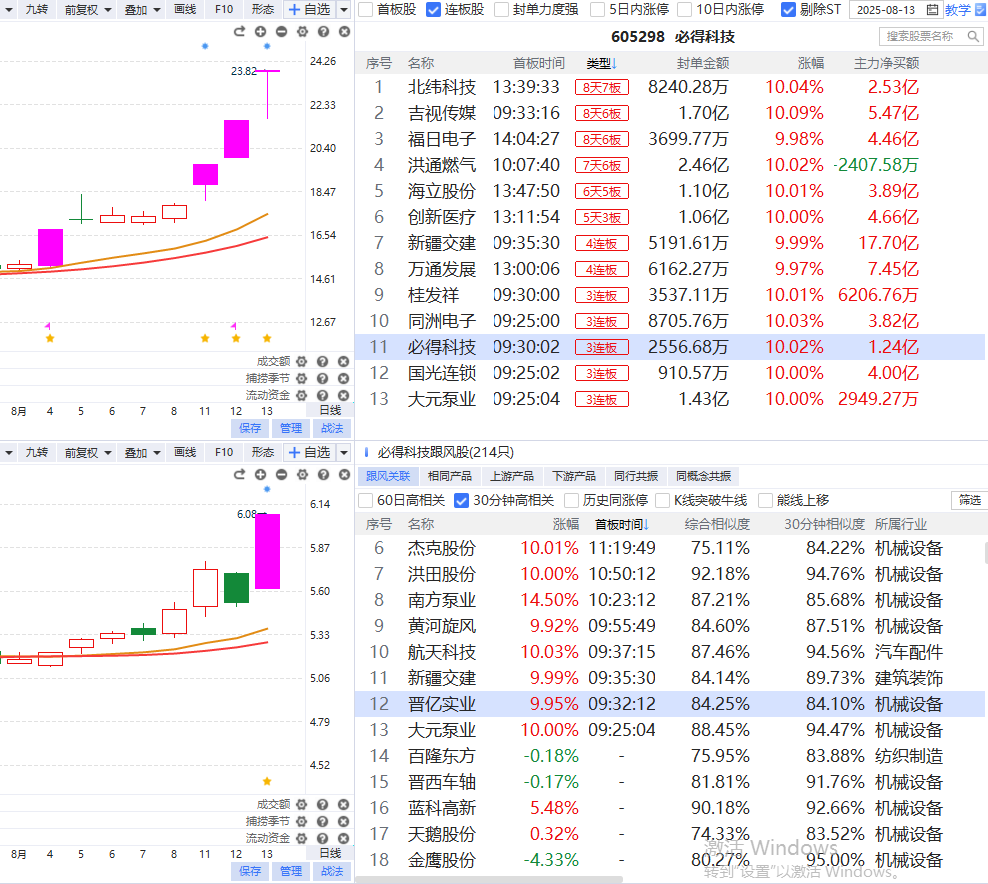 九转 前复权 叠加 画线 F10 形态 自选
24.26
23.82
22.33
20.40
18.47
16.54
14.61
12.67
成交额
捕捞季节
流动资金
8月 4 5 6 7 8 11 12 13 日线
保存 管理 战法
首板股 连板股 封单力度强 5日内涨停 10日内涨停 剔除ST 2025-08-13 教学
605298 必得科技 搜索股票名称
序号 名称 首板时间 类型↓ 封单金额 涨幅 主力净买额
1 北纬科技 13:39:33 8天7板 8240.28万 10.04% 2.53亿
2 吉视传媒 09:33:16 8天6板 1.70亿 10.09% 5.47亿
3 福日电子 14:04:27 8天6板 3699.77万 9.98% 4.46亿
4 洪通燃气 10:07:40 7天6板 2.46亿 10.02% -2407.58万
5 海立股份 13:47:50 6天5板 1.10亿 10.01% 3.89亿
6 创新医疗 13:11:54 5天3板 1.06亿 10.00% 4.66亿
7 新疆交建 09:35:30 4连板 5191.61万 9.99% 17.70亿
8 万通发展 13:00:06 4连板 6162.27万 9.97% 7.45亿
9 桂发祥 09:30:00 3连板 3537.11万 10.01% 6206.76万
10 同洲电子 09:25:00 3连板 8705.76万 10.03% 3.82亿
11 必得科技 09:30:02 3连板 2556.68万 10.02% 1.24亿
12 国光连锁 09:25:02 3连板 910.57万 10.00% 4.00亿
13 大元泵业 09:25:04 3连板 1.43亿 10.00% 2949.27万
九转 前复权 叠加 画线 F10 形态 自选
6.14
6.08
5.87
5.60
5.33
5.06
4.79
4.52
成交额
捕捞季节
流动资金
8月 4 5 6 7 8 11 12 13 日线
保存 管理 战法
必得科技跟风股(214只)
跟风关联 相同产品 上游产品 下游产品 同行共振 同概念共振
60日高相关 30分钟高相关 历史同涨停 K线突破牛线 熊线上移 筛选
序号 名称 涨幅 首板时间↓ 综合相似度 30分钟相似度 所属行业
6 杰克股份 10.01% 11:19:49 75.11% 84.22% 机械设备
7 洪田股份 10.00% 10:50:12 92.18% 94.76% 机械设备
8 南方泵业 14.50% 10:23:12 87.21% 85.68% 机械设备
9 黄河旋风 9.92% 09:55:49 84.60% 87.51% 机械设备
10 航天科技 10.03% 09:37:15 87.46% 94.56% 汽车配件
11 新疆交建 9.99% 09:35:30 84.14% 89.73% 建筑装饰
12 晋亿实业 9.95% 09:32:12 84.25% 84.10% 机械设备
13 大元泵业 10.00% 09:25:04 88.45% 94.47% 机械设备
14 百隆东方 -0.18% - 75.95% 83.88% 纺织制造
15 晋西车轴 -0.17% - 81.81% 91.76% 机械设备
16 蓝科高新 5.48% - 90.18% 92.66% 机械设备
17 天鹅股份 0.32% - 74.33% 83.52% 机械设备
18 金鹰股份 -4.33% - 80.27% 95.00% 机械设备
激活 Windows
转到"设置"以激活 Windows。